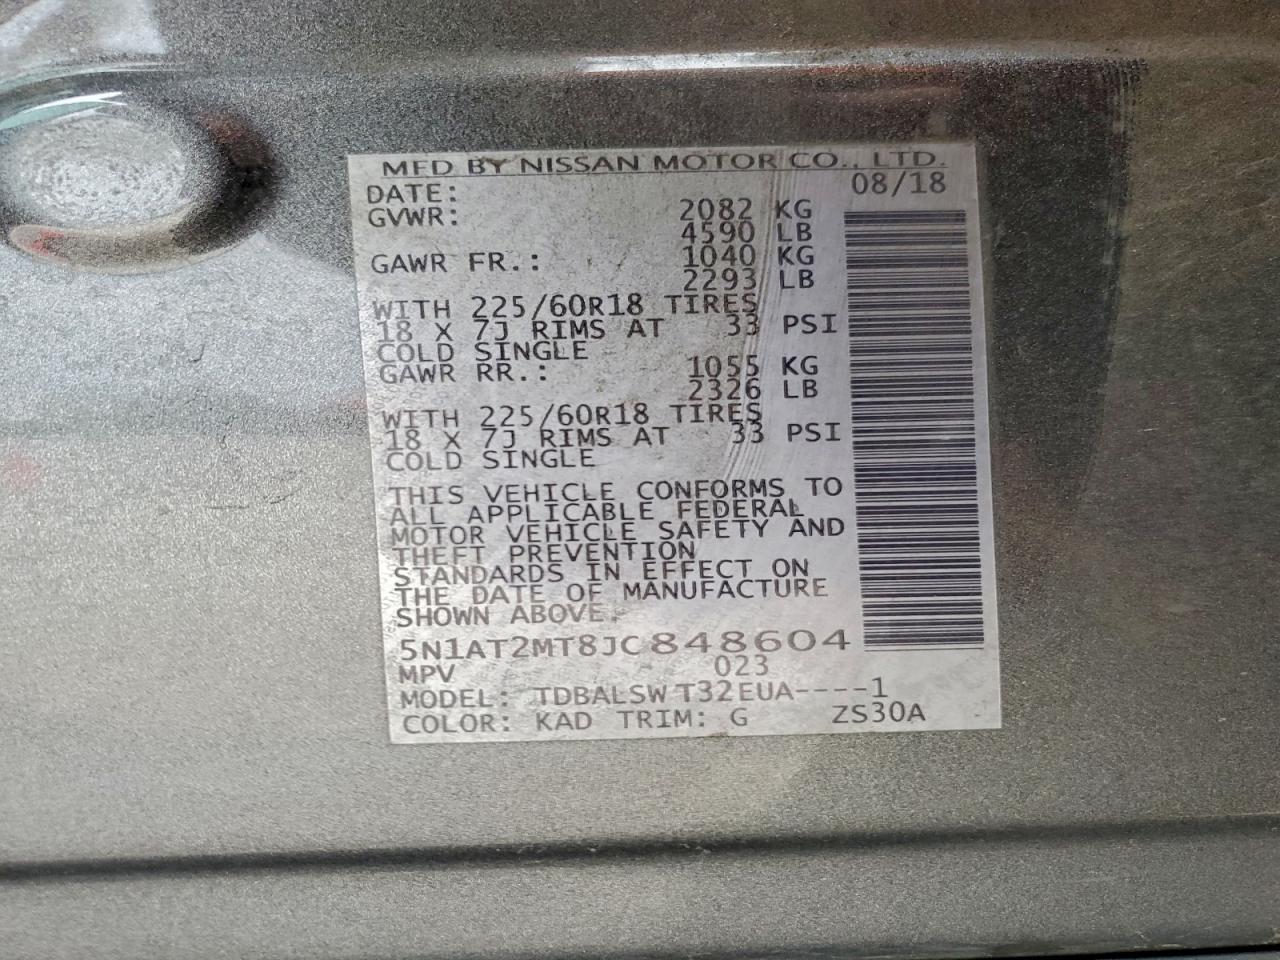 MFD BY NISSAN MOTOR CO., LTD.
DATE: 08/18
GVWR: 2082 KG
4590 LB
GAWR FR.: 1040 KG
2293 LB
WITH 225/60R18 TIRES
18 X 7J RIMS AT 33 PSI
COLD SINGLE
GAWR RR.: 1055 KG
2326 LB
WITH 225/60R18 TIRES
18 X 7J RIMS AT 33 PSI
COLD SINGLE
THIS VEHICLE CONFORMS TO
ALL APPLICABLE FEDERAL
MOTOR VEHICLE SAFETY AND
THEFT PREVENTION
STANDARDS IN EFFECT ON
THE DATE OF MANUFACTURE
SHOWN ABOVE.
5N1AT2MT8JC848604
MPV 023
MODEL: TDBALSW T32EUA----1
COLOR: KAD TRIM: G ZS30A